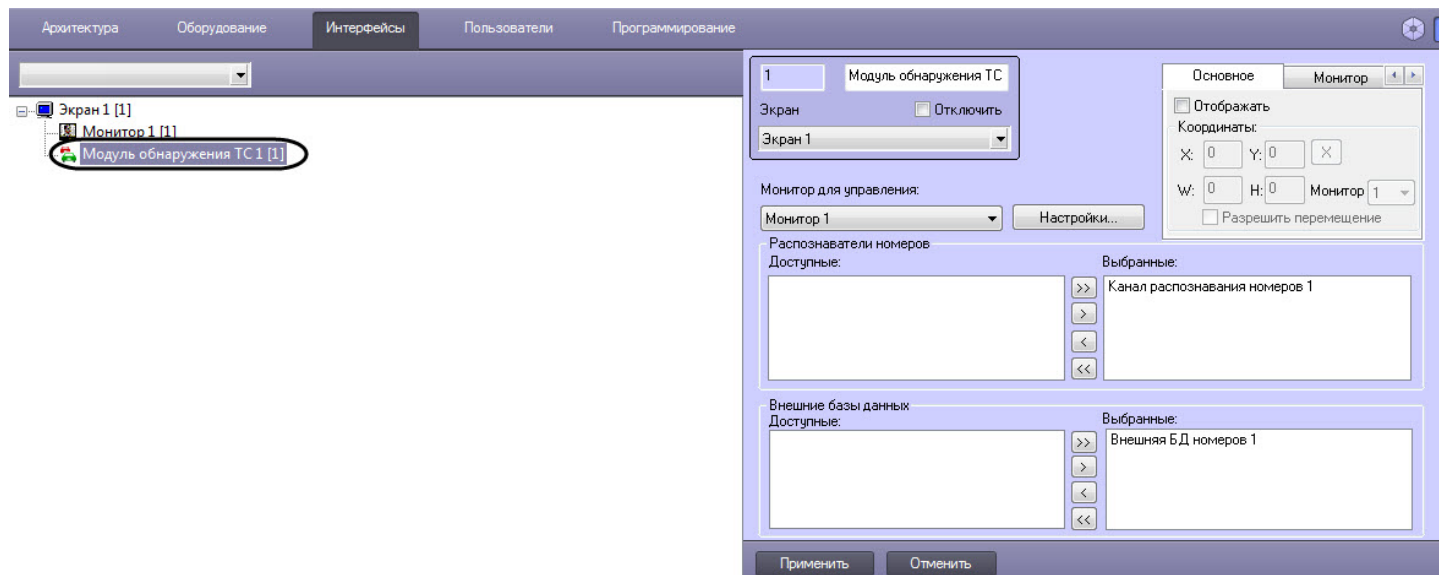 Архитектура Оборудование Интерфейсы Пользователи Программирование
Экран 1 [1]
Монитор 1 [1]
Модуль обнаружения ТС 1 [1]
1 Модуль обнаружения ТС
Экран Отключить
Экран 1
Основное Монитор
Отображать
Координаты:
X: 0 Y: 0 X
W: 0 H: 0 Монитор 1
Разрешить перемещение
Монитор для управления:
Монитор 1 Настройки...
Распознаватели номеров
Доступные: Выбранные:
Канал распознавания номеров 1
>>
>
<
<<
Внешние базы данных
Доступные: Выбранные:
Внешняя БД номеров 1
>>
>
<
<<
Применить Отменить